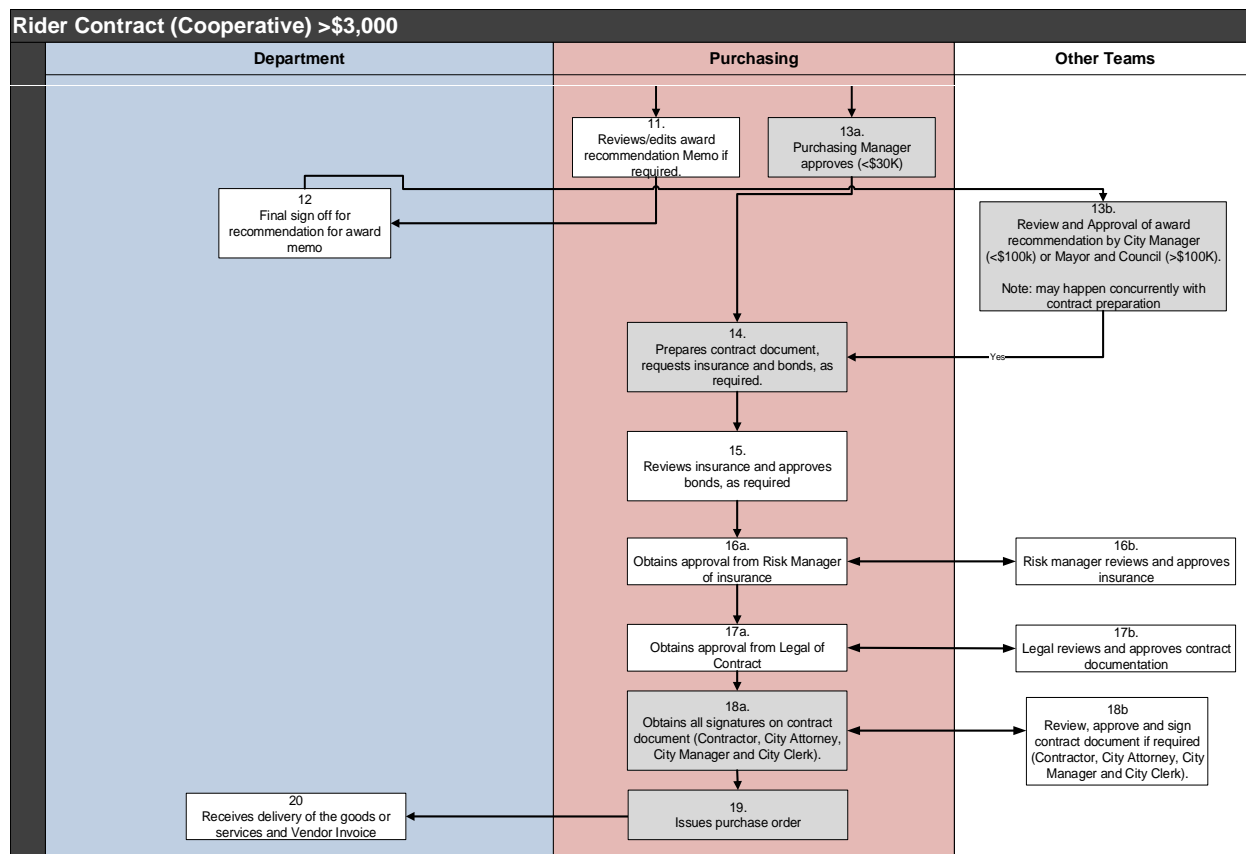 Rider Contract (Cooperative) >$3,000
Department
Purchasing
Other Teams
11.
Reviews/edits award
recommendation Memo if
required.
13a.
Purchasing Manager
approves (<$30K)
12
Final sign off for
recommendation for award
memo
13b.
Review and Approval of award
recommendation by City Manager
(<$100k) or Mayor and Council (>$100K).
Note: may happen concurrently with
contract preparation
14.
Prepares contract document,
requests insurance and bonds, as
required.
Yes
15.
Reviews insurance and approves
bonds, as required
16a.
Obtains approval from Risk Manager
of insurance
16b.
Risk manager reviews and approves
insurance
17a.
Obtains approval from Legal of
Contract
17b.
Legal reviews and approves contract
documentation
18a.
Obtains all signatures on contract
document (Contractor, City Attorney,
City Manager and City Clerk).
18b
Review, approve and sign
contract document if required
(Contractor, City Attorney, City
Manager and City Clerk).
20
Receives delivery of the goods or
services and Vendor Invoice
19.
Issues purchase order